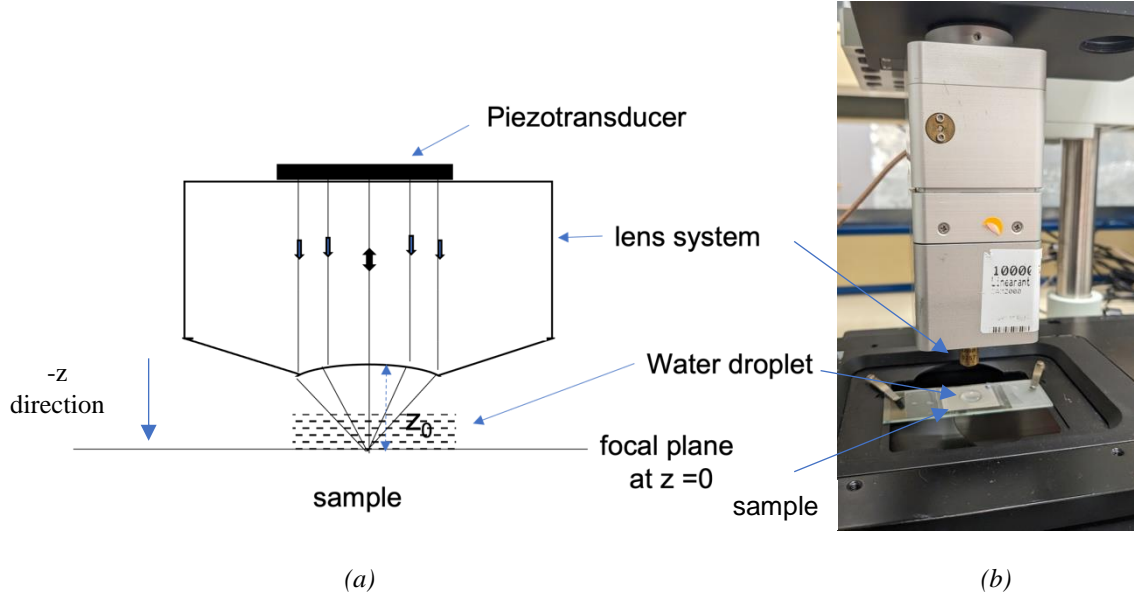 Piezotransducer
lens system
-z
direction
Water droplet
z0
focal plane
at z =0
sample
sample
10000
(a)
(b)